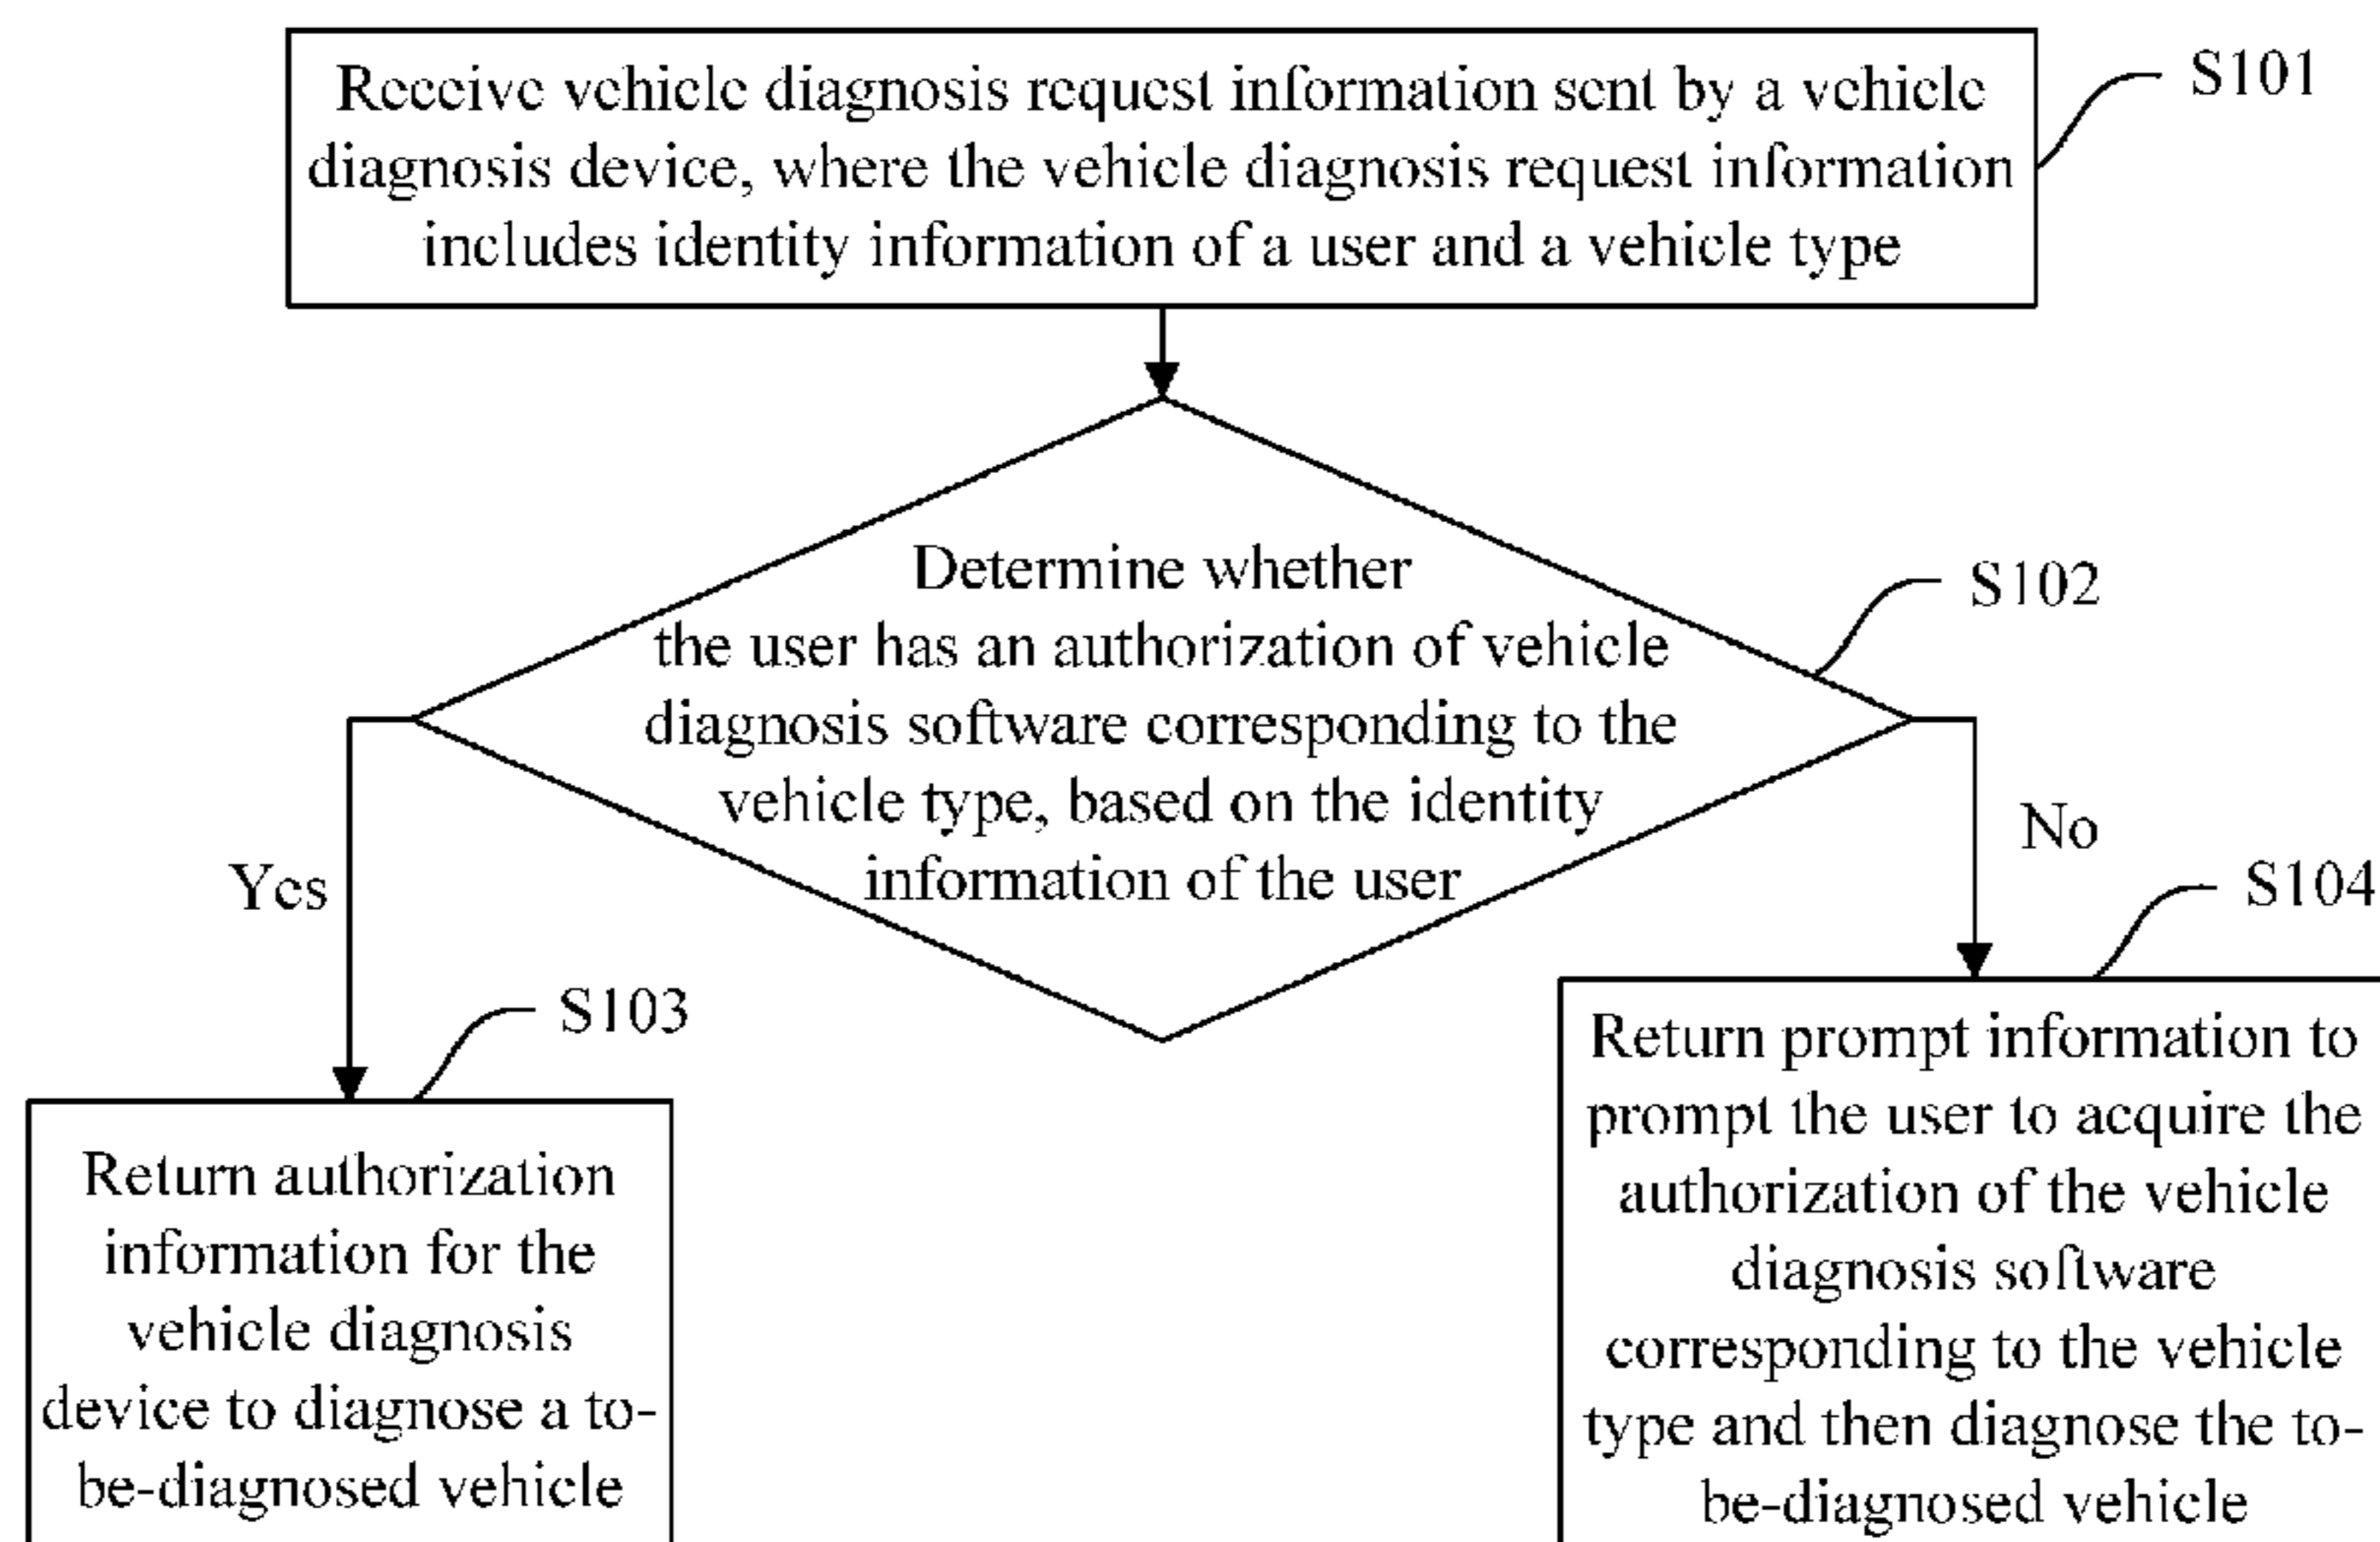 Receive vehicle diagnosis request information sent by a vehicle
diagnosis device, where the vehicle diagnosis request information
includes identity information of a user and a vehicle type
S101
Determine whether
the user has an authorization of vehicle
diagnosis software corresponding to the
vehicle type, based on the identity
information of the user
S102
Yes
No
S103
Return authorization
information for the
vehicle diagnosis
device to diagnose a to-
be-diagnosed vehicle
S104
Return prompt information to
prompt the user to acquire the
authorization of the vehicle
diagnosis software
corresponding to the vehicle
type and then diagnose the to-
be-diagnosed vehicle